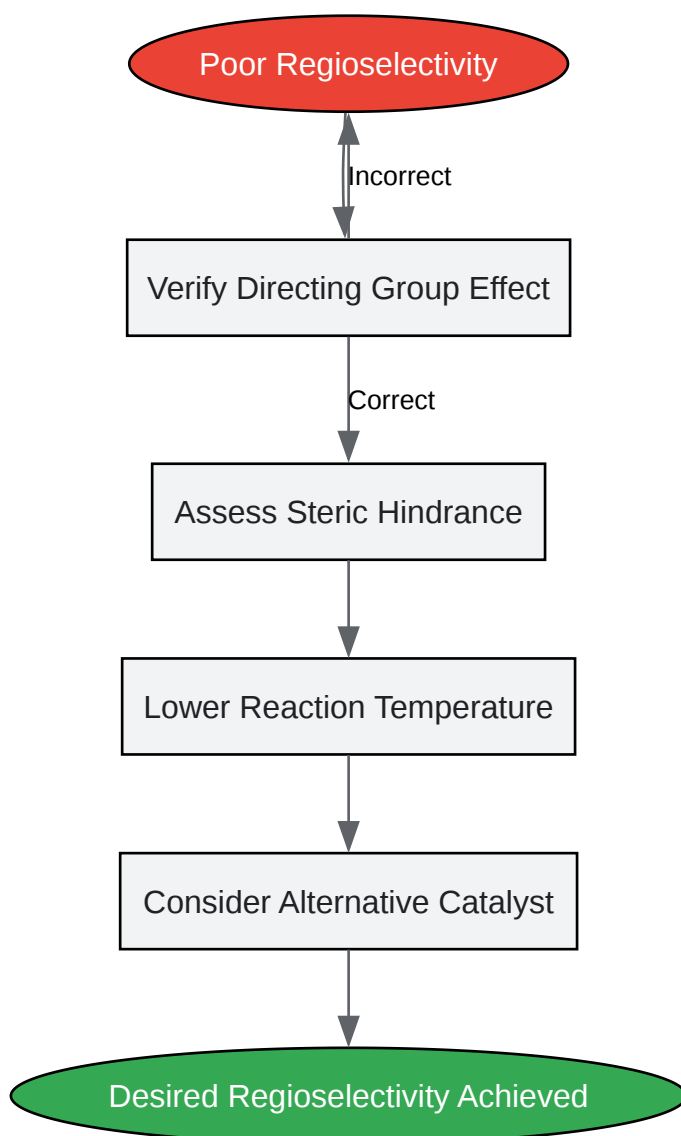 Poor Regioselectivity
Incorrect
Verify Directing Group Effect
Correct
Assess Steric Hindrance
Lower Reaction Temperature
Consider Alternative Catalyst
Desired Regioselectivity Achieved